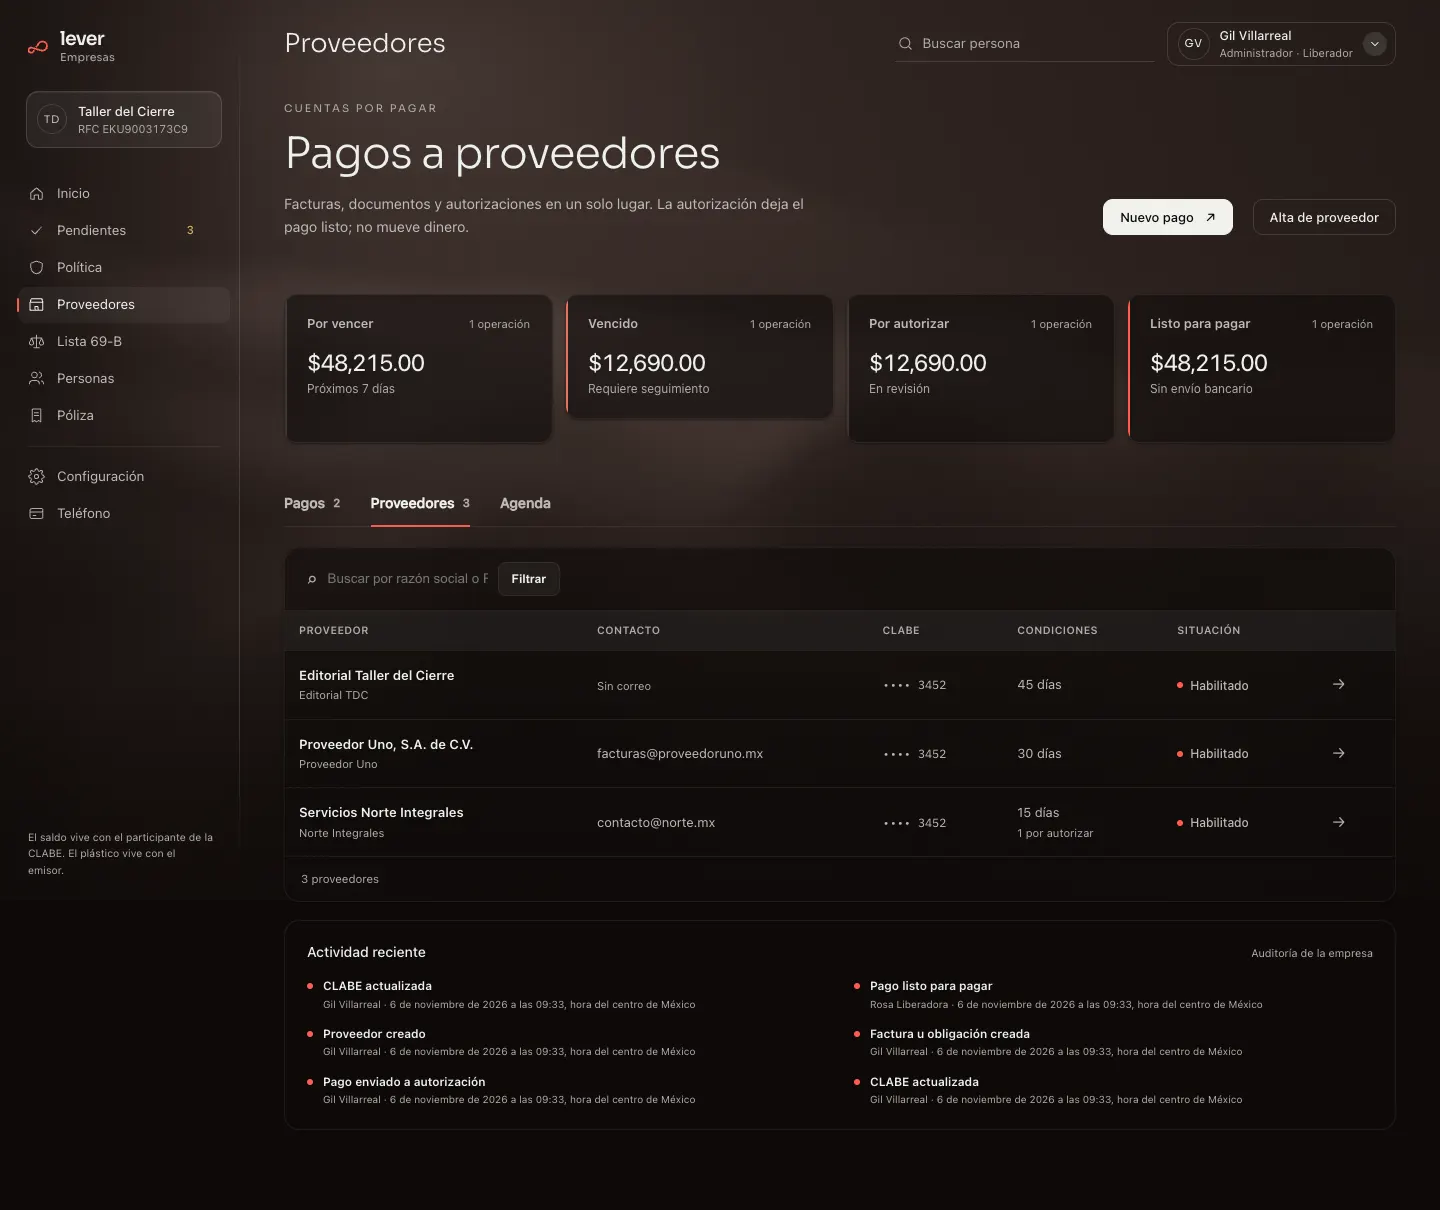 lever
Empresas
TD
Taller del Cierre
RFC EKU9003173C9
Inicio
Pendientes 3
Política
Proveedores
Lista 69-B
Personas
Póliza
Configuración
Teléfono
El saldo vive con el participante de la
CLABE. El plástico vive con el
emisor.
Proveedores
Buscar persona
GV
Gil Villarreal
Administrador · Liberador
CUENTAS POR PAGAR
Pagos a proveedores
Facturas, documentos y autorizaciones en un solo lugar. La autorización deja el
pago listo; no mueve dinero.
Nuevo pago
Alta de proveedor
Por vencer 1 operación
$48,215.00
Próximos 7 días
Vencido 1 operación
$12,690.00
Requiere seguimiento
Por autorizar 1 operación
$12,690.00
En revisión
Listo para pagar 1 operación
$48,215.00
Sin envío bancario
Pagos 2 Proveedores 3 Agenda
Buscar por razón social o Filtrar
PROVEEDOR CONTACTO CLABE CONDICIONES SITUACIÓN
Editorial Taller del Cierre
Editorial TDC
Sin correo
•••• 3452
45 días
Habilitado →
Proveedor Uno, S.A. de C.V.
Proveedor Uno
facturas@proveedoruno.mx
•••• 3452
30 días
Habilitado →
Servicios Norte Integrales
Norte Integrales
contacto@norte.mx
•••• 3452
15 días
1 por autorizar
Habilitado →
3 proveedores
Actividad reciente Auditoría de la empresa
CLABE actualizada
Gil Villarreal · 6 de noviembre de 2026 a las 09:33, hora del centro de México
Pago listo para pagar
Rosa Liberadora · 6 de noviembre de 2026 a las 09:33, hora del centro de México
Proveedor creado
Gil Villarreal · 6 de noviembre de 2026 a las 09:33, hora del centro de México
Factura u obligación creada
Gil Villarreal · 6 de noviembre de 2026 a las 09:33, hora del centro de México
Pago enviado a autorización
Gil Villarreal · 6 de noviembre de 2026 a las 09:33, hora del centro de México
CLABE actualizada
Gil Villarreal · 6 de noviembre de 2026 a las 09:33, hora del centro de México